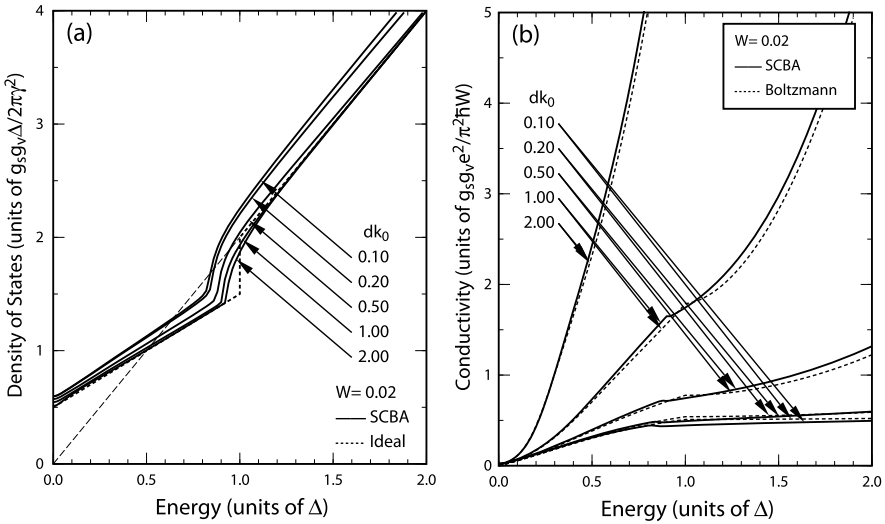 (a)
Density of States (units of gsgvΔ/2πγ²)
4
3
2
1
0
0.0
0.5
1.0
1.5
2.0
Energy (units of Δ)
dk₀
0.10
0.20
0.50
1.00
2.00
W= 0.02
SCBA
Ideal
(b)
Conductivity (units of gsgve²/π²ħW)
5
4
3
2
1
0
0.0
0.5
1.0
1.5
2.0
Energy (units of Δ)
W= 0.02
SCBA
Boltzmann
dk₀
0.10
0.20
0.50
1.00
2.00